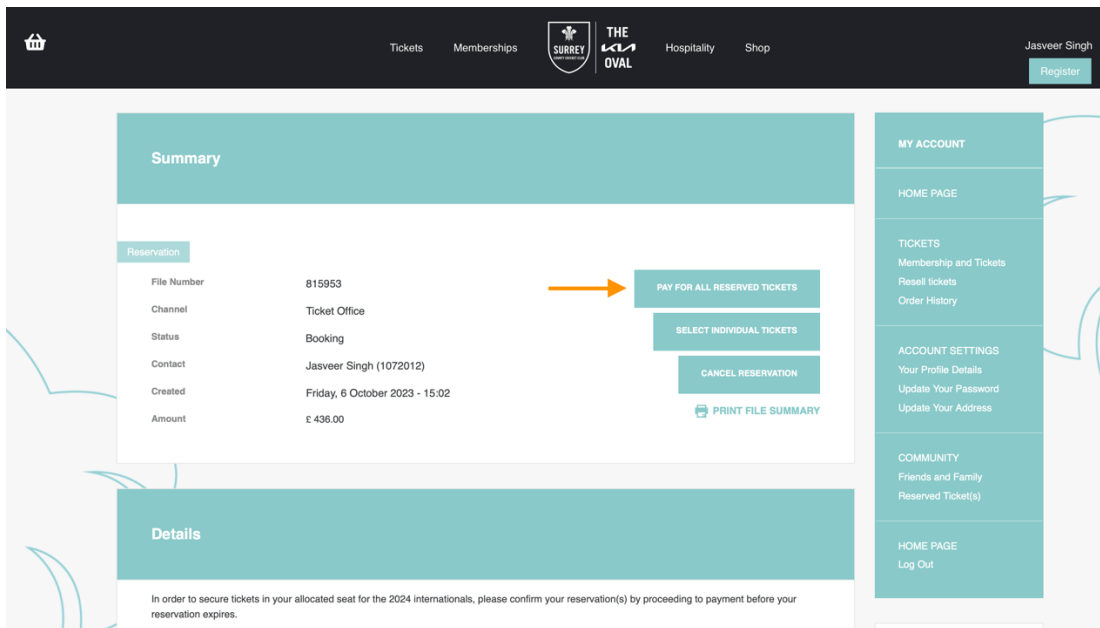 Tickets
Memberships
SURREY
COUNTY CRICKET CLUB
THE
KIA
OVAL
Hospitality
Shop
Jasveer Singh
Register
Summary
Reservation
File Number 815953
Channel Ticket Office
Status Booking
Contact Jasveer Singh (1072012)
Created Friday, 6 October 2023 - 15:02
Amount £ 436.00
PAY FOR ALL RESERVED TICKETS
SELECT INDIVIDUAL TICKETS
CANCEL RESERVATION
PRINT FILE SUMMARY
Details
In order to secure tickets in your allocated seat for the 2024 internationals, please confirm your reservation(s) by proceeding to payment before your
reservation expires.
MY ACCOUNT
HOME PAGE
TICKETS
Membership and Tickets
Resell tickets
Order History
ACCOUNT SETTINGS
Your Profile Details
Update Your Password
Update Your Address
COMMUNITY
Friends and Family
Reserved Ticket(s)
HOME PAGE
Log Out